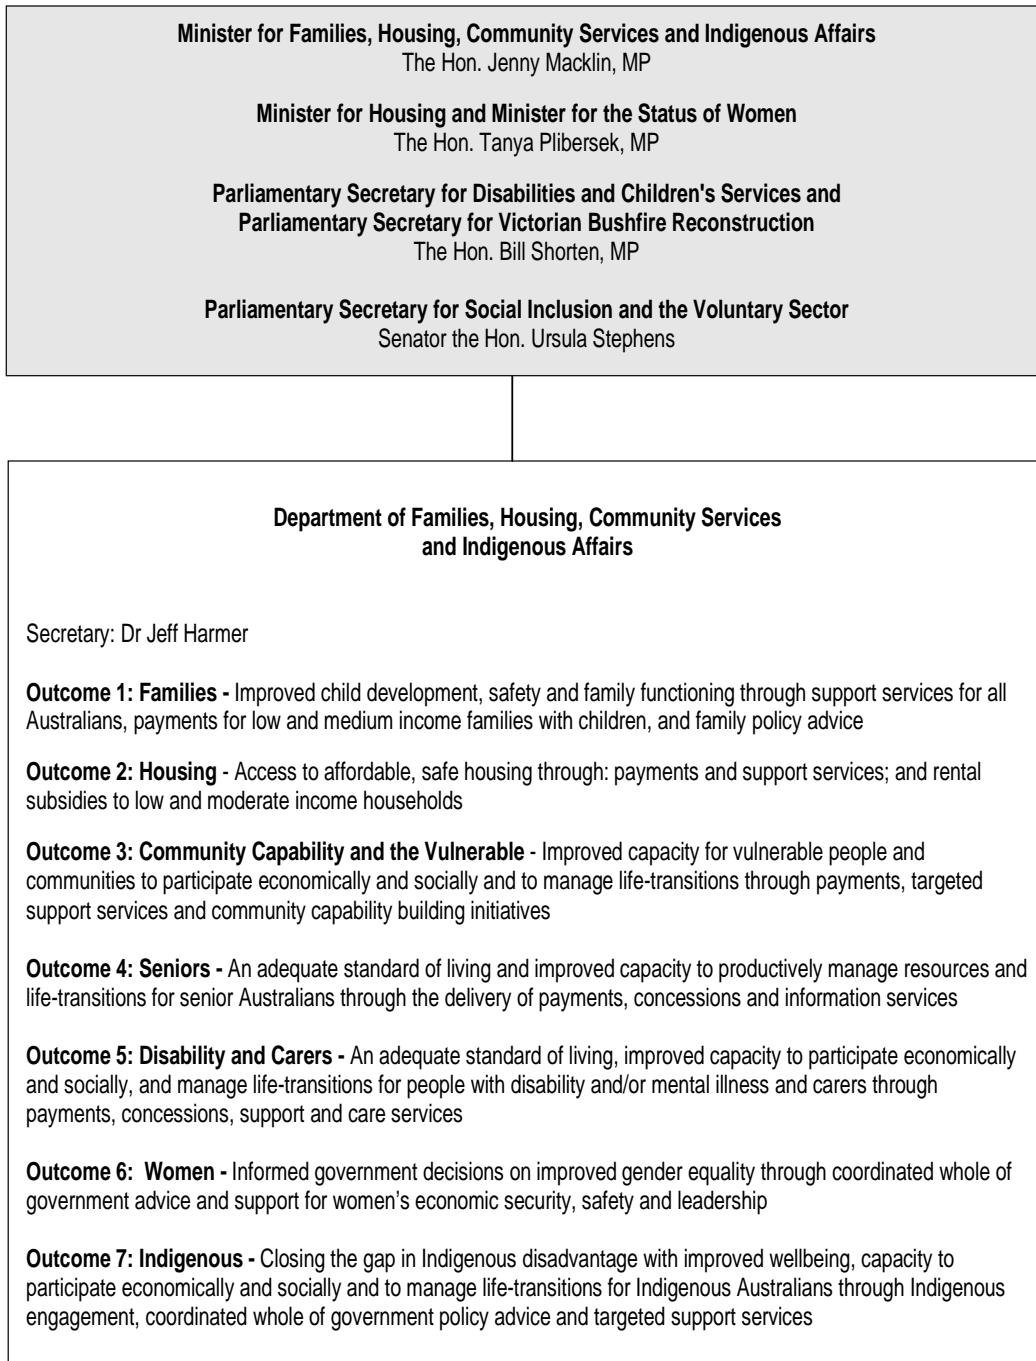 Minister for Families, Housing, Community Services and Indigenous Affairs
The Hon. Jenny Macklin, MP
Minister for Housing and Minister for the Status of Women
The Hon. Tanya Plibersek, MP
Parliamentary Secretary for Disabilities and Children's Services and
Parliamentary Secretary for Victorian Bushfire Reconstruction
The Hon. Bill Shorten, MP
Parliamentary Secretary for Social Inclusion and the Voluntary Sector
Senator the Hon. Ursula Stephens
Department of Families, Housing, Community Services
and Indigenous Affairs
Secretary: Dr Jeff Harmer
Outcome 1: Families - Improved child development, safety and family functioning through support services for all
Australians, payments for low and medium income families with children, and family policy advice
Outcome 2: Housing - Access to affordable, safe housing through: payments and support services; and rental
subsidies to low and moderate income households
Outcome 3: Community Capability and the Vulnerable - Improved capacity for vulnerable people and
communities to participate economically and socially and to manage life-transitions through payments, targeted
support services and community capability building initiatives
Outcome 4: Seniors - An adequate standard of living and improved capacity to productively manage resources and
life-transitions for senior Australians through the delivery of payments, concessions and information services
Outcome 5: Disability and Carers - An adequate standard of living, improved capacity to participate economically
and socially, and manage life-transitions for people with disability and/or mental illness and carers through
payments, concessions, support and care services
Outcome 6:  Women - Informed government decisions on improved gender equality through coordinated whole of
government advice and support for women’s economic security, safety and leadership
Outcome 7: Indigenous - Closing the gap in Indigenous disadvantage with improved wellbeing, capacity to
participate economically and socially and to manage life-transitions for Indigenous Australians through Indigenous
engagement, coordinated whole of government policy advice and targeted support services